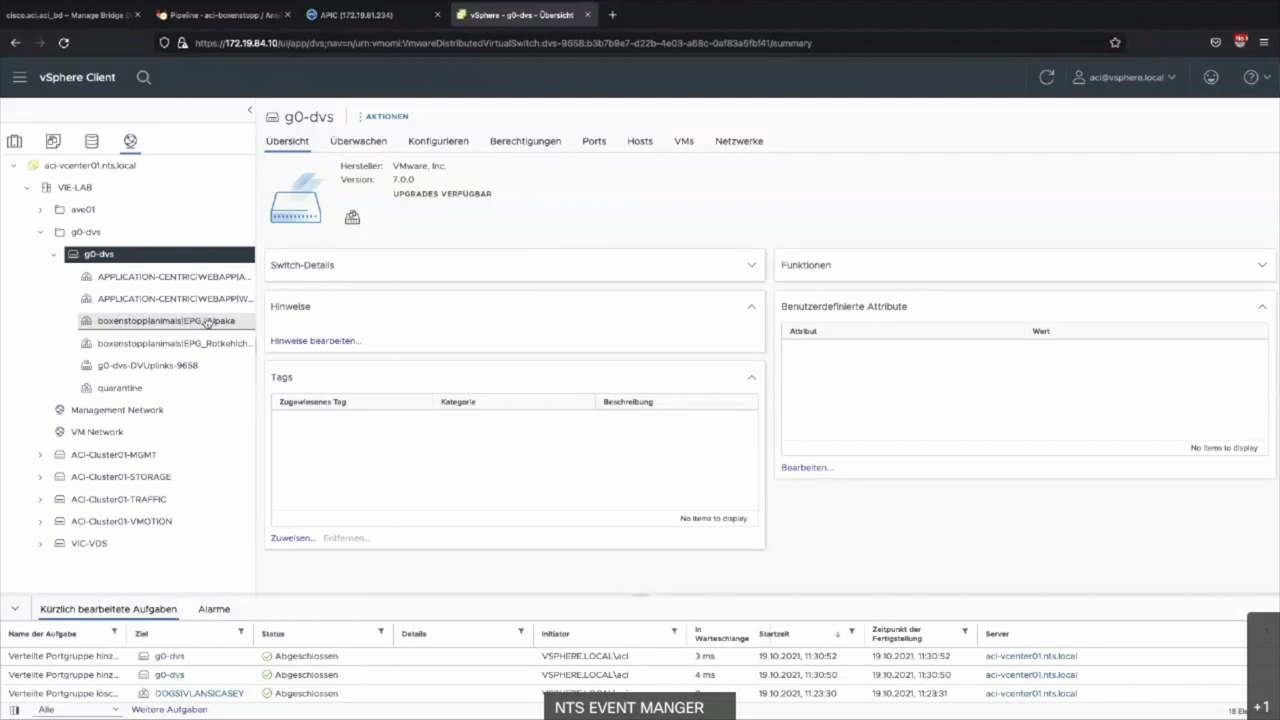 cisco.aci.aci_bd – Manage Bridge D
Pipeline - aci-boxenstopp / Ans
APIC (172.19.81.234)
vSphere - g0-dvs - Übersicht
https://172.19.84.10/ui/app/dvs;nav=n/urn:vmomi:VmwareDistributedVirtualSwitch:dvs-9658:b3b7b9e7-d22b-4e03-a68c-0af83a5fbf41/summary
vSphere Client
aci@vsphere.local
g0-dvs
AKTIONEN
Übersicht Überwachen Konfigurieren Berechtigungen Ports Hosts VMs Netzwerke
aci-vcenter01.nts.local
VIE-LAB
ave01
g0-dvs
g0-dvs
APPLICATION-CENTRIC|WEBAPP|A...
APPLICATION-CENTRIC|WEBAPP|W...
boxenstopp|animals|EPG_Alpaka
boxenstopp|animals|EPG_Rotkehlch...
g0-dvs-DVUplinks-9658
quarantine
Management Network
VM Network
ACI-Cluster01-MGMT
ACI-Cluster01-STORAGE
ACI-Cluster01-TRAFFIC
ACI-Cluster01-VMOTION
VIC-VDS
Hersteller: VMware, Inc.
Version: 7.0.0
UPGRADES VERFÜGBAR
Switch-Details
Hinweise
Hinweise bearbeiten...
Tags
Zugewiesenes Tag Kategorie Beschreibung
No items to display
Zuweisen... Entfernen...
Funktionen
Benutzerdefinierte Attribute
Attribut Wert
No items to display
Bearbeiten...
Kürzlich bearbeitete Aufgaben Alarme
Name der Aufgabe Ziel Status Details Initiator In Warteschlange Startzeit Zeitpunkt der Fertigstellung Server
Verteilte Portgruppe hinz... g0-dvs Abgeschlossen VSPHERE.LOCAL\aci 3 ms 19.10.2021, 11:30:52 19.10.2021, 11:30:52 aci-vcenter01.nts.local
Verteilte Portgruppe hinz... g0-dvs Abgeschlossen VSPHERE.LOCAL\aci 4 ms 19.10.2021, 11:30:50 19.10.2021, 11:30:50 aci-vcenter01.nts.local
Verteilte Portgruppe lösc... DOGS|VLANS|CASEY Abgeschlossen VSPHERE.LOCAL\aci 19.10.2021, 11:23:30 19.10.2021, 11:23:31 aci-vcenter01.nts.local
Alle Weitere Aufgaben
NTS EVENT MANGER
+1